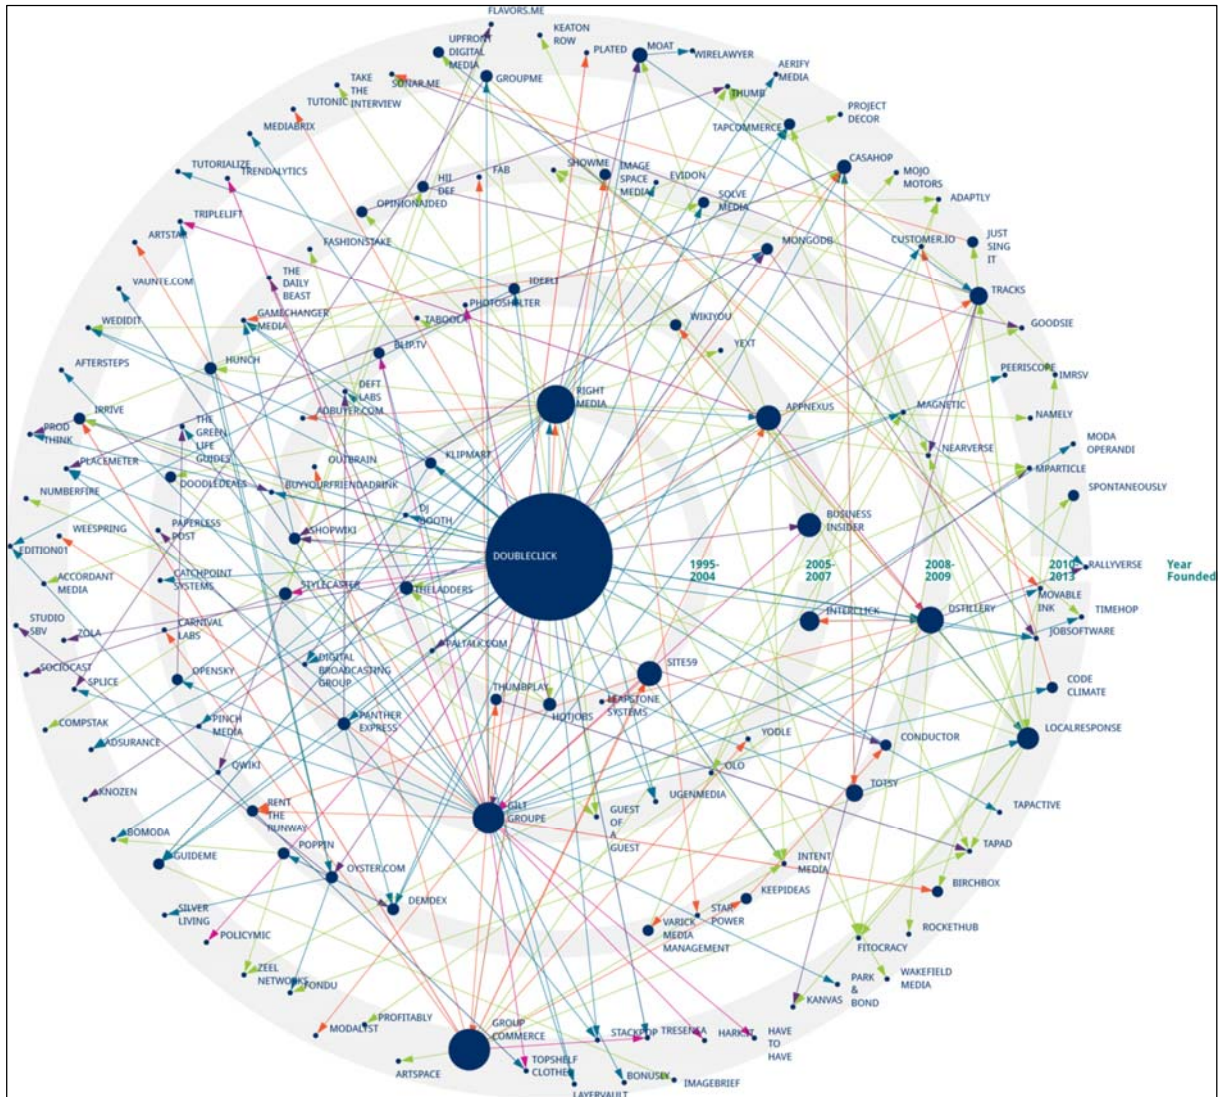 FLAVORS.ME
KEATON
ROW
UPFRONT
DIGITAL
MEDIA
PLATED
MOAT
WIRELAWYER
GROUPME
AERIFY
MEDIA
TAKE
THE
INTERVIEW
SONAR.ME
THUMB
TUTONIC
PROJECT
DECOR
MEDIABRIX
TAPCOMMERCE
TUTORIALIZE
TRENDALYTICS
HII
DEF
FAB
SHOWME
IMAGE
SPACE
MEDIA
EVIDON
CASAHOP
MOJO
MOTORS
OPINIONAIDED
SOLVE
MEDIA
ADAPTLY
TRIPLELIFT
ARTSTAR
FASHIONSTAKE
MONGODB
CUSTOMER.IO
JUST
SING
IT
VAUNTE.COM
THE
DAILY
BEAST
IDEELI
PHOTOSHELTER
TRACKS
WEDIDIT
GAMECHANGER
MEDIA
TABOOLA
WIKIYOU
GOODSIE
AFTERSTEPS
HUNCH
BLIP.TV
YEXT
PEERISCOPE
IMRSV
DEFT
LABS
RIGHT
MEDIA
IRRIVE
THE
GREEN
LIFE
GUIDES
ADBUYER.COM
APPNEXUS
MAGNETIC
NAMELY
PROD
THINK
MODA
OPERANDI
PLACEMETER
OUTBRAIN
KLIPMART
NEARVERSE
MPARTICLE
NUMBERFIRE
DOODLEDEALS
BUYYOURFRIENDADRINK
SPONTANEOUSLY
WEESPRING
PAPERLESS
POST
SHOPWIKI
DJ
BOOTH
BUSINESS
INSIDER
EDITION01
DOUBLECLICK
1995-
2004
2005-
2007
2008-
2009
2010-
2013
Year
Founded
RALLYVERSE
ACCORDANT
MEDIA
CATCHPOINT
SYSTEMS
STYLECASTER
THELADDERS
MOVABLE
INK
TIMEHOP
STUDIO
SBV
ZOLA
CARNIVAL
LABS
INTERCLICK
DSTILLERY
JOBSOFTWARE
PALTALK.COM
SOCIOCAST
SPLICE
OPENSKY
DIGITAL
BROADCASTING
GROUP
SITE59
CODE
CLIMATE
THUMBPLAY
HOTJOBS
LEAPSTONE
SYSTEMS
COMPSTAK
PINCH
MEDIA
PANTHER
EXPRESS
YODLE
CONDUCTOR
LOCALRESPONSE
ADSURANCE
QWIKI
OLO
KNOZEN
RENT
THE
RUNWAY
GILT
GROUPE
GUEST
OF
A
GUEST
UGENMEDIA
TOTSY
TAPACTIVE
BOMODA
GUIDEME
POPPIN
OYSTER.COM
INTENT
MEDIA
TAPAD
BIRCHBOX
SILVER
LIVING
DEMDEX
KEEPIDEAS
STAR
POWER
POLICYMIC
VARICK
MEDIA
MANAGEMENT
FITOCRACY
ROCKETHUB
ZEEL
NETWORKS
FONDU
PARK
&
BOND
WAKEFIELD
MEDIA
KANVAS
PROFITABLY
MODALYST
GROUP
COMMERCE
STACKPOP
TRESENSA
HARK.IT
HAVE
TO
HAVE
ARTSPACE
TOPSHELF
CLOTHES
BONUSLY
IMAGEBRIEF
LAYERVAULT